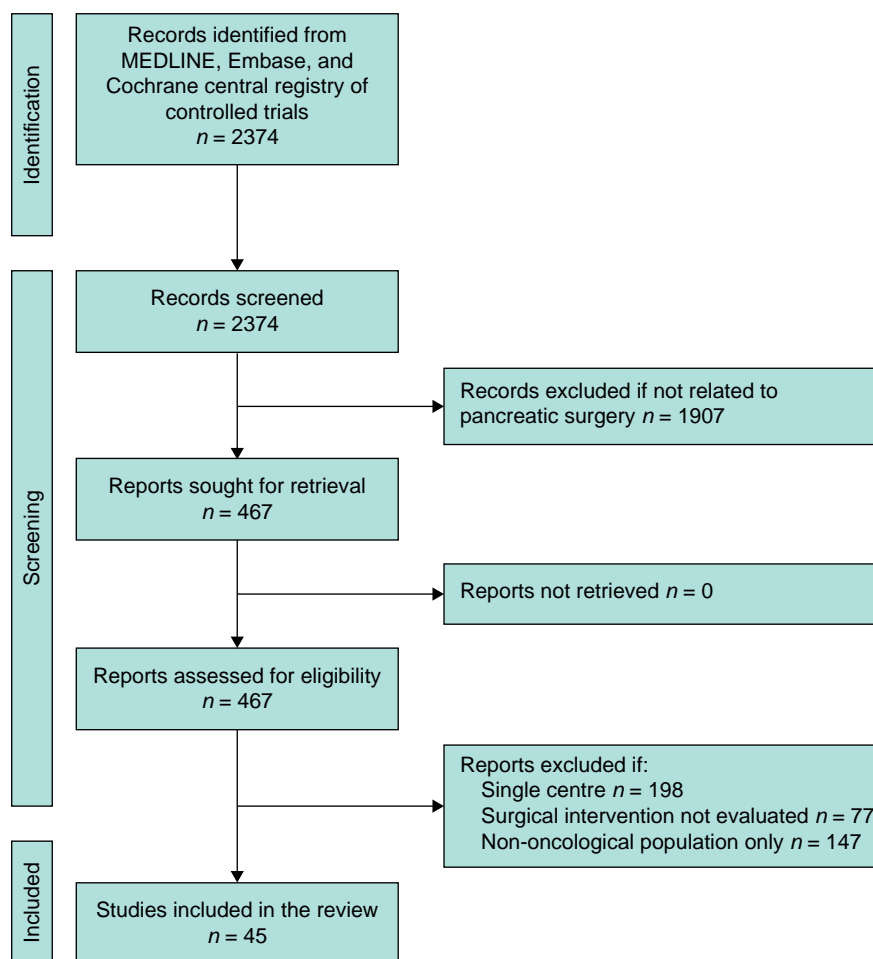 Identification
Records identified from
MEDLINE, Embase, and
Cochrane central registry of
controlled trials
n = 2374
Screening
Records screened
n = 2374
Records excluded if not related to
pancreatic surgery n = 1907
Reports sought for retrieval
n = 467
Reports not retrieved n = 0
Reports assessed for eligibility
n = 467
Reports excluded if:
Single centre n = 198
Surgical intervention not evaluated n = 77
Non-oncological population only n = 147
Included
Studies included in the review
n = 45